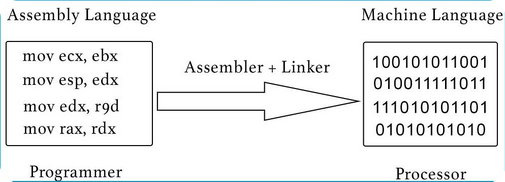 Assembly Language
mov ecx, ebx
mov esp, edx
mov edx, r9d
mov rax, rdx
Programmer
Assembler + Linker
Machine Language
100101011001
010011111011
111010101101
01010101010
Processor